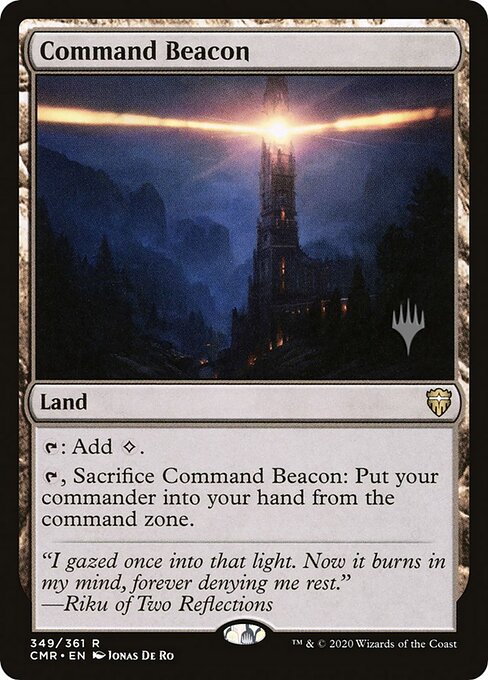 Command Beacon
Land
: Add .
, Sacrifice Command Beacon: Put your
commander into your hand from the
command zone.
“I gazed once into that light. Now it burns in
my mind, forever denying me rest.”
—Riku of Two Reflections
349/361 R
CMR • EN Jonas De Ro
™ & © 2020 Wizards of the Coast